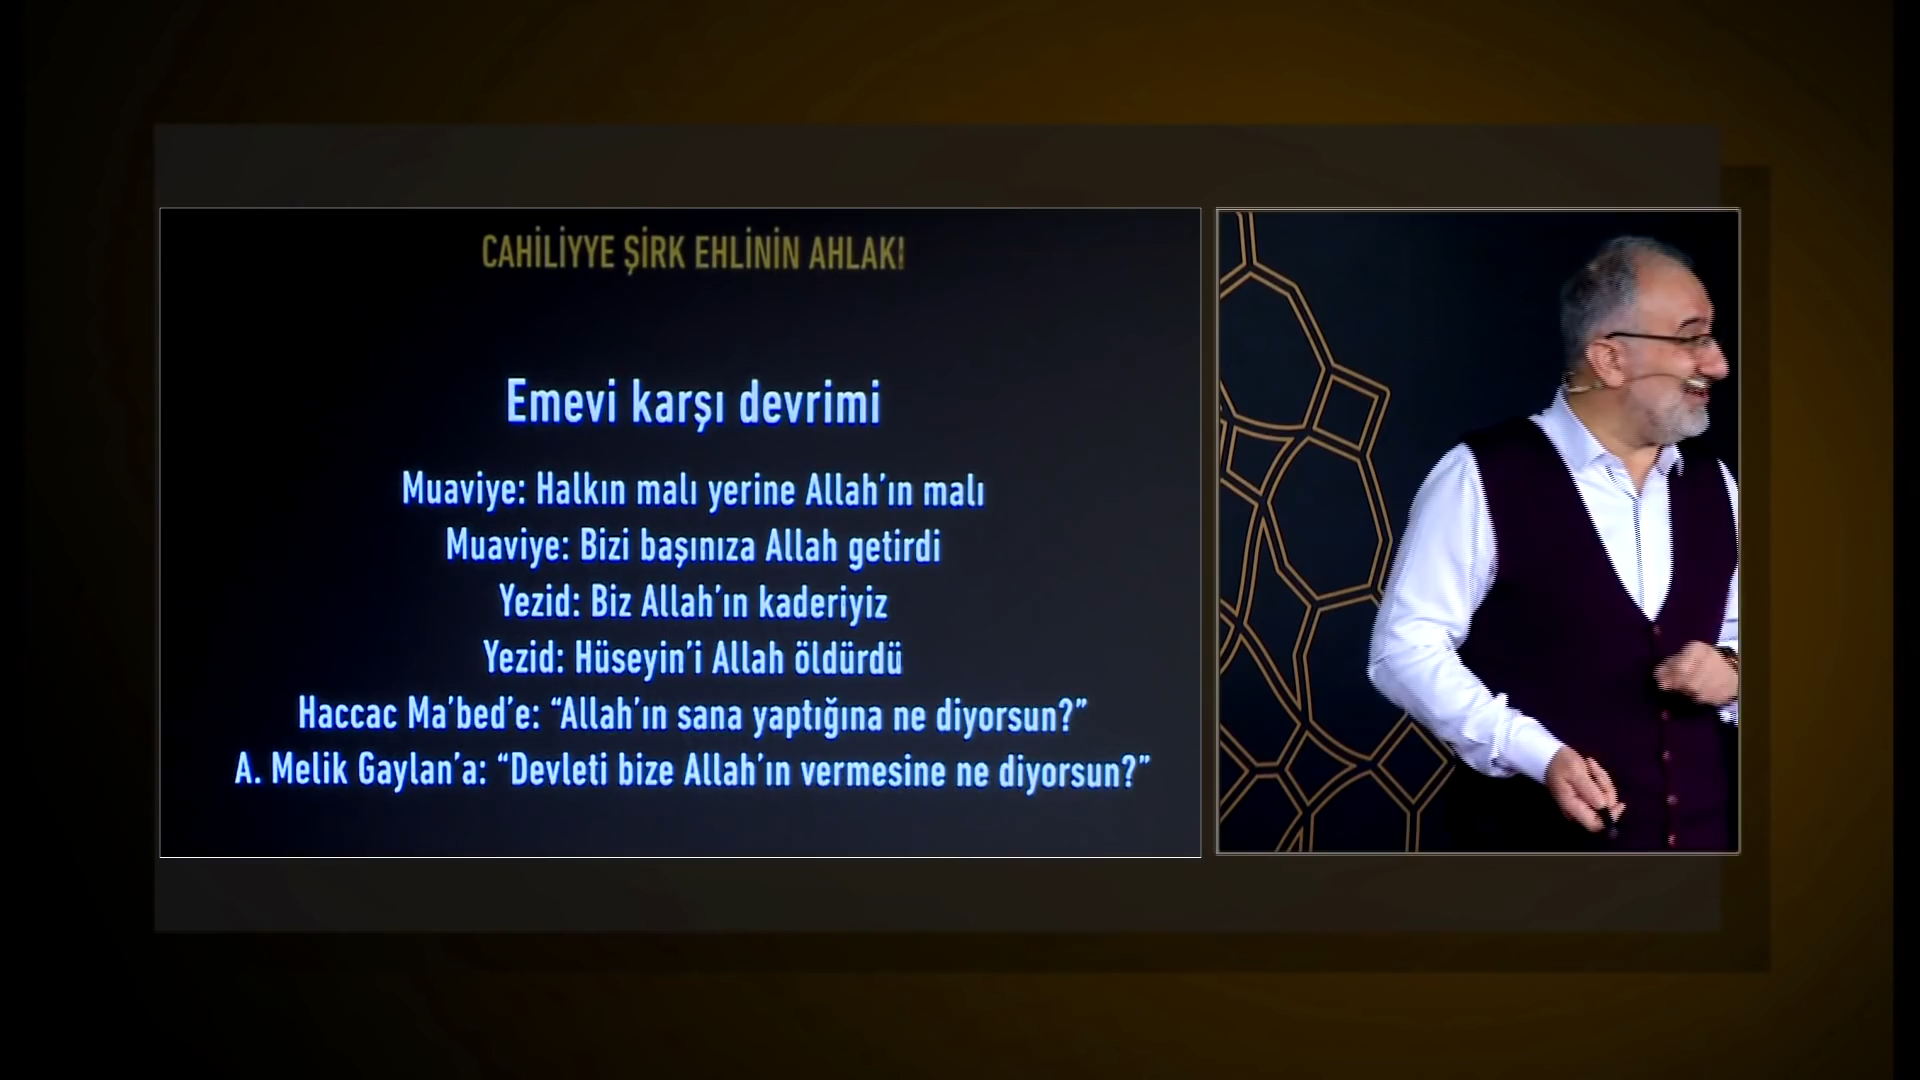 CAHİLİYYE ŞİRK EHLİNİN AHLAKI
Emevi karşı devrimi
Muaviye: Halkın malı yerine Allah’ın malı
Muaviye: Bizi başınıza Allah getirdi
Yezid: Biz Allah’ın kaderiyiz
Yezid: Hüseyin’i Allah öldürdü
Haccac Ma’bed’e: “Allah’ın sana yaptığına ne diyorsun?”
A. Melik Gaylan’a: “Devleti bize Allah’ın vermesine ne diyorsun?”